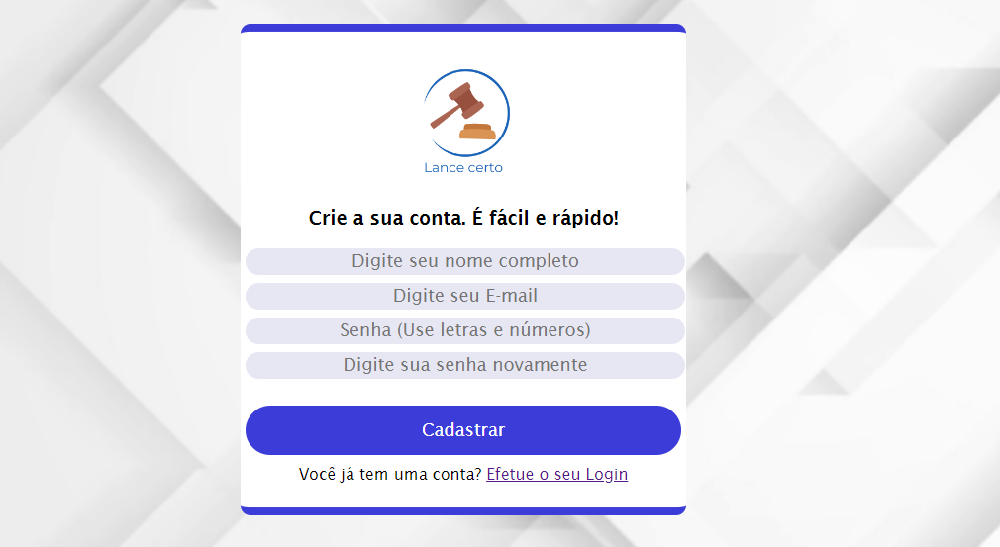 Lance certo
Crie a sua conta. É fácil e rápido!
Digite seu nome completo
Digite seu E-mail
Senha (Use letras e números)
Digite sua senha novamente
Cadastrar
Você já tem uma conta? Efetue o seu Login